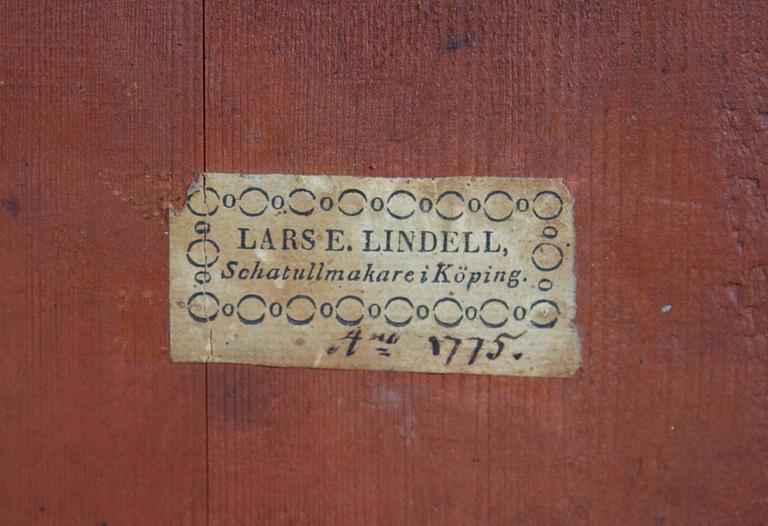 LARS E. LINDELL,
Schatullmakare i Köping.
Ano 1775.